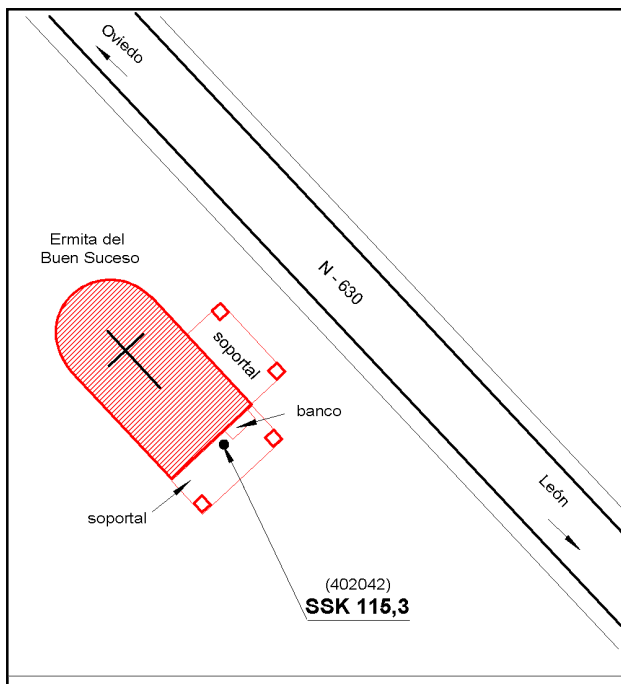 Oviedo
Ermita del
Buen Suceso
N - 630
soportal
banco
León
soportal
(402042)
SSK 115,3